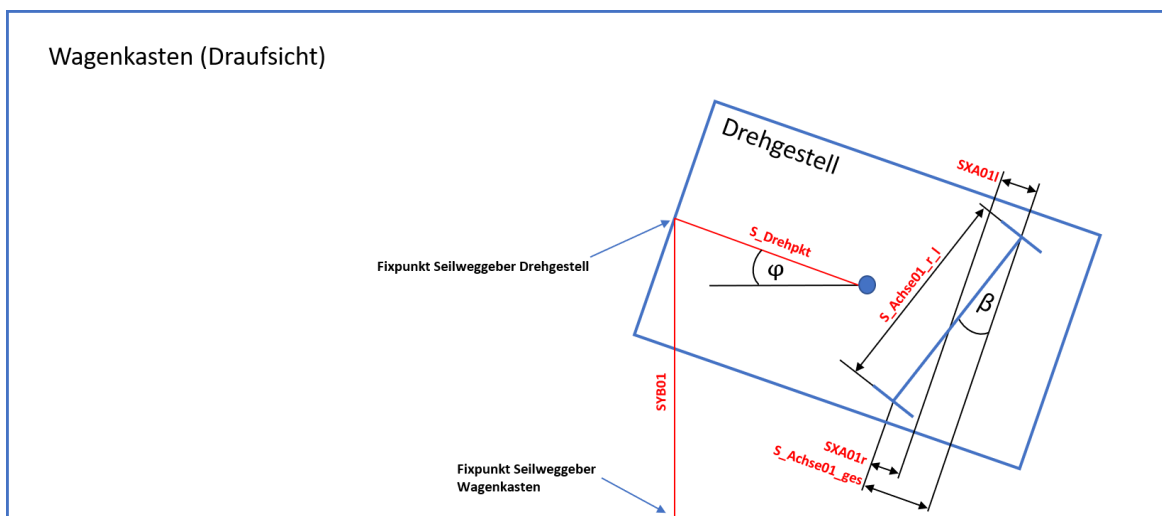 Wagenkasten (Draufsicht)
Drehgestell
SXA01l
S_Drehpkt
φ
Fixpunkt Seilweggeber Drehgestell
S_Achse01_r_l
β
SYB01
SXA01r
S_Achse01_ges
Fixpunkt Seilweggeber
Wagenkasten